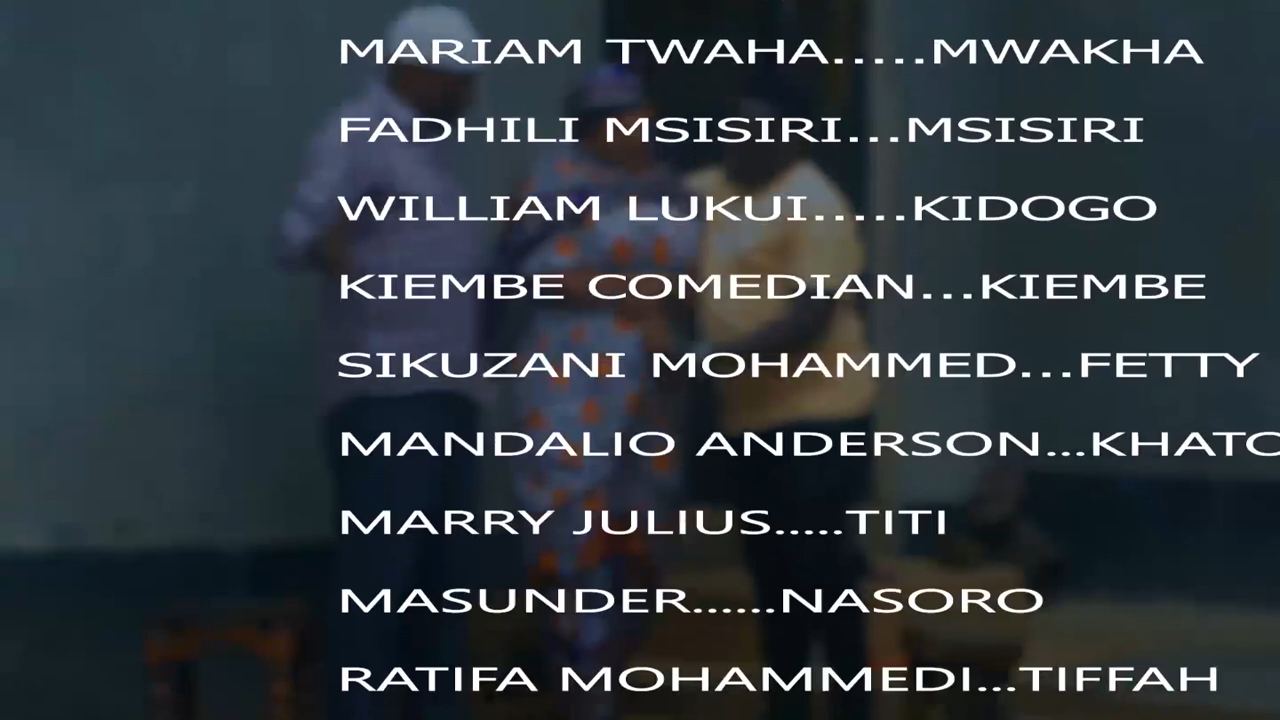 MARIAM TWAHA.....MWAKHA
FADHILI MSISIRI...MSISIRI
WILLIAM LUKUI.....KIDOGO
KIEMBE COMEDIAN...KIEMBE
SIKUZANI MOHAMMED...FETTY
MANDALIO ANDERSON...KHATO
MARRY JULIUS.....TITI
MASUNDER......NASORO
RATIFA MOHAMMEDI...TIFFAH